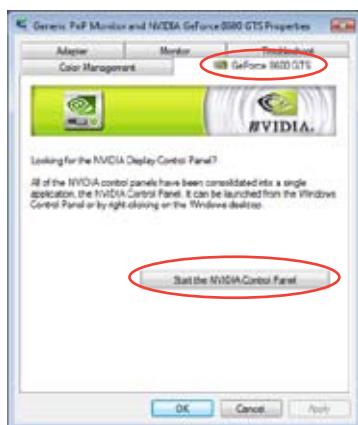 Generic PnP Monitor and NVIDIA GeForce 8600 GTS Properties
Adapter Monitor Troubleshoot
Color Management GeForce 8600 GTS
NVIDIA.
Looking for the NVIDIA Display Control Panel?
All of the NVIDIA control panels have been consolidated into a single
application, the NVIDIA Control Panel. It can be launched from the Windows
Control Panel or by right clicking on the Windows desktop.
Start the NVIDIA Control Panel
OK Cancel Apply